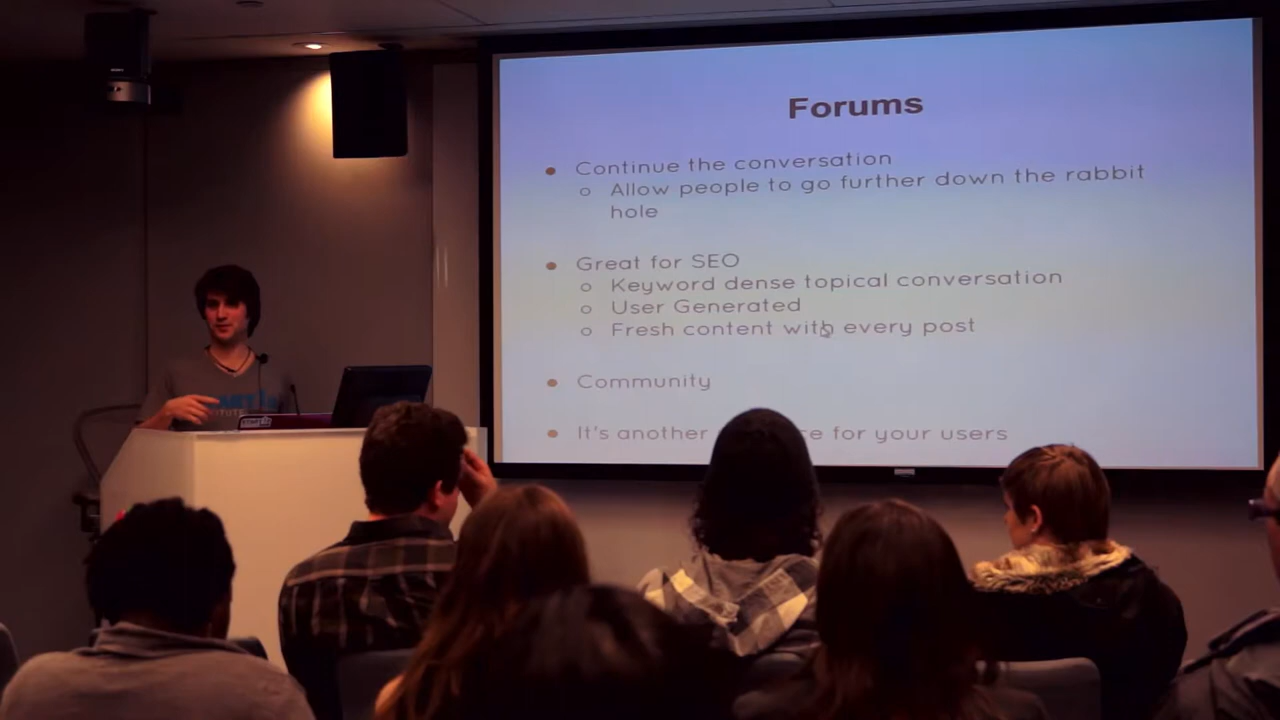 Forums
Continue the conversation
Allow people to go further down the rabbit
hole
Great for SEO
Keyword dense topical conversation
User Generated
Fresh content with every post
Community
It's another
e for your users